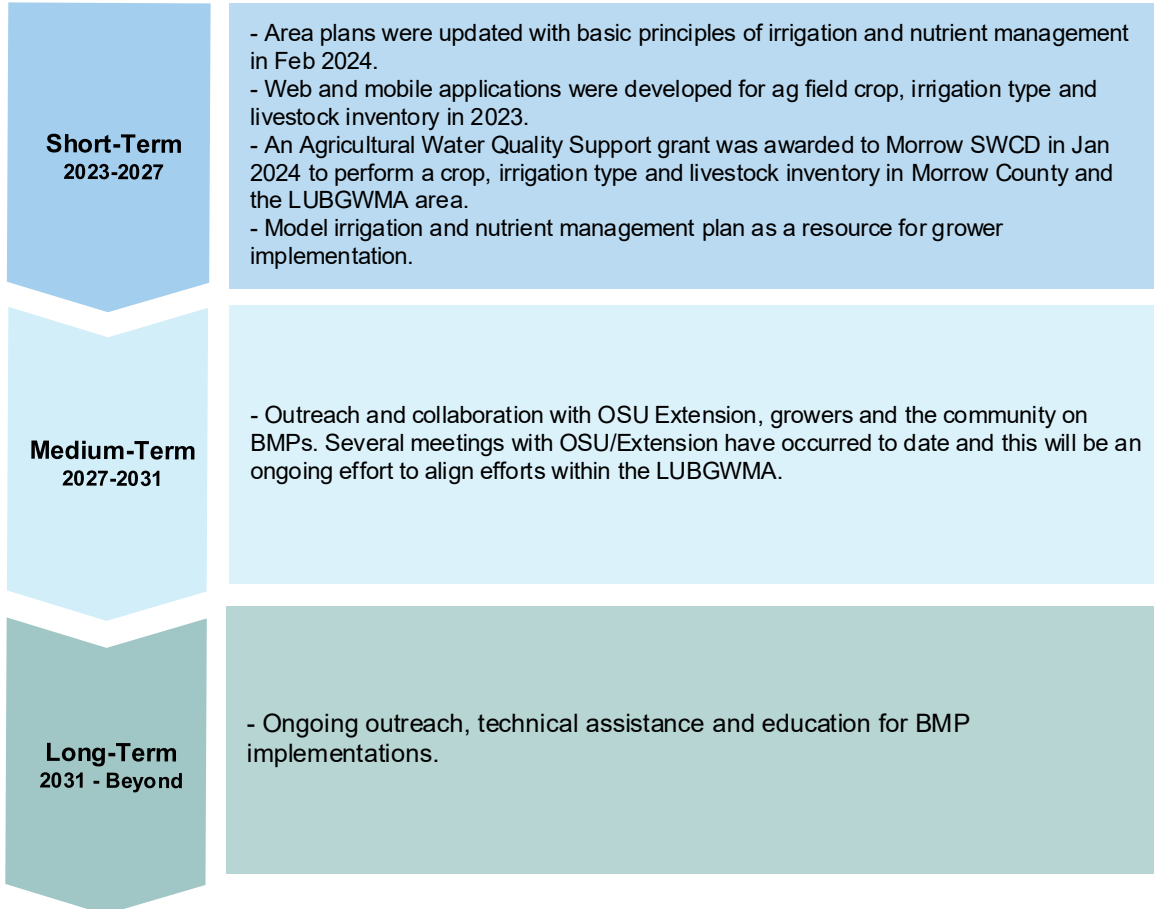 Short-Term
2023-2027
- Area plans were updated with basic principles of irrigation and nutrient management
in Feb 2024.
- Web and mobile applications were developed for ag field crop, irrigation type and
livestock inventory in 2023.
- An Agricultural Water Quality Support grant was awarded to Morrow SWCD in Jan
2024 to perform a crop, irrigation type and livestock inventory in Morrow County and
the LUBGWMA area.
- Model irrigation and nutrient management plan as a resource for grower
implementation.
Medium-Term
2027-2031
- Outreach and collaboration with OSU Extension, growers and the community on
BMPs. Several meetings with OSU/Extension have occurred to date and this will be an
ongoing effort to align efforts within the LUBGWMA.
Long-Term
2031 - Beyond
- Ongoing outreach, technical assistance and education for BMP
implementations.